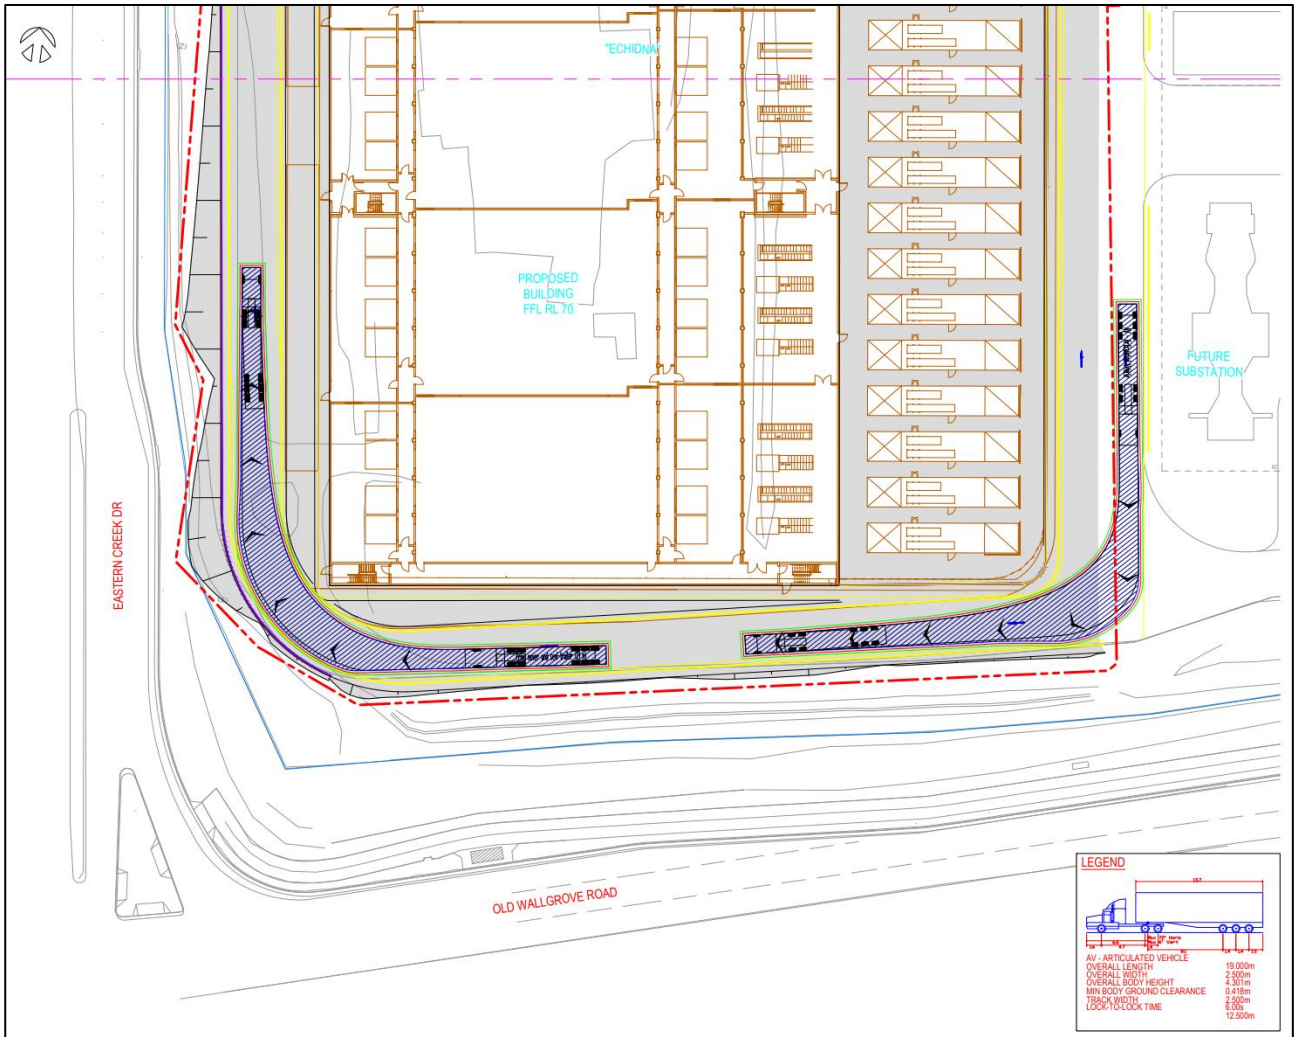 "ECHIDNA"
PROPOSED
BUILDING
FFL RL 70
FUTURE
SUBSTATION
EASTERN CREEK DR
OLD WALLGROVE ROAD
LEGEND
13.7
AV - ARTICULATED VEHICLE
OVERALL LENGTH 19.000m
OVERALL WIDTH 2.500m
OVERALL BODY HEIGHT 4.301m
MIN BODY GROUND CLEARANCE 0.418m
TRACK WIDTH 2.500m
LOCK-TO-LOCK TIME 6.00s
12.500m